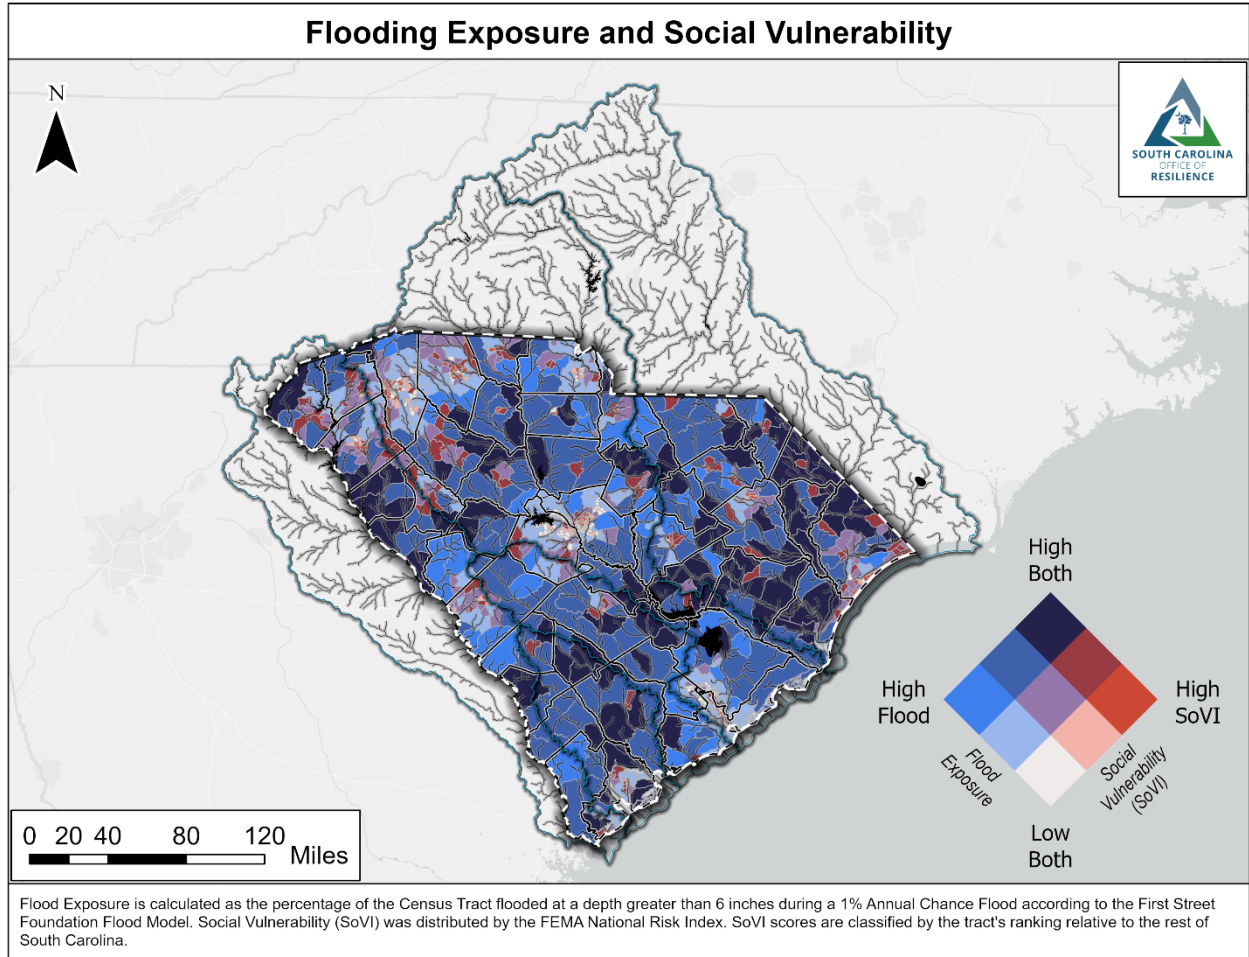 Flooding Exposure and Social Vulnerability
N
SOUTH CAROLINA
OFFICE OF
RESILIENCE
High
Both
High
Flood
High
SoVI
Flood
Exposure
Social
Vulnerability
(SoVI)
Low
Both
0 20 40 80 120
Miles
Flood Exposure is calculated as the percentage of the Census Tract flooded at a depth greater than 6 inches during a 1% Annual Chance Flood according to the First Street
Foundation Flood Model. Social Vulnerability (SoVI) was distributed by the FEMA National Risk Index. SoVI scores are classified by the tract's ranking relative to the rest of
South Carolina.